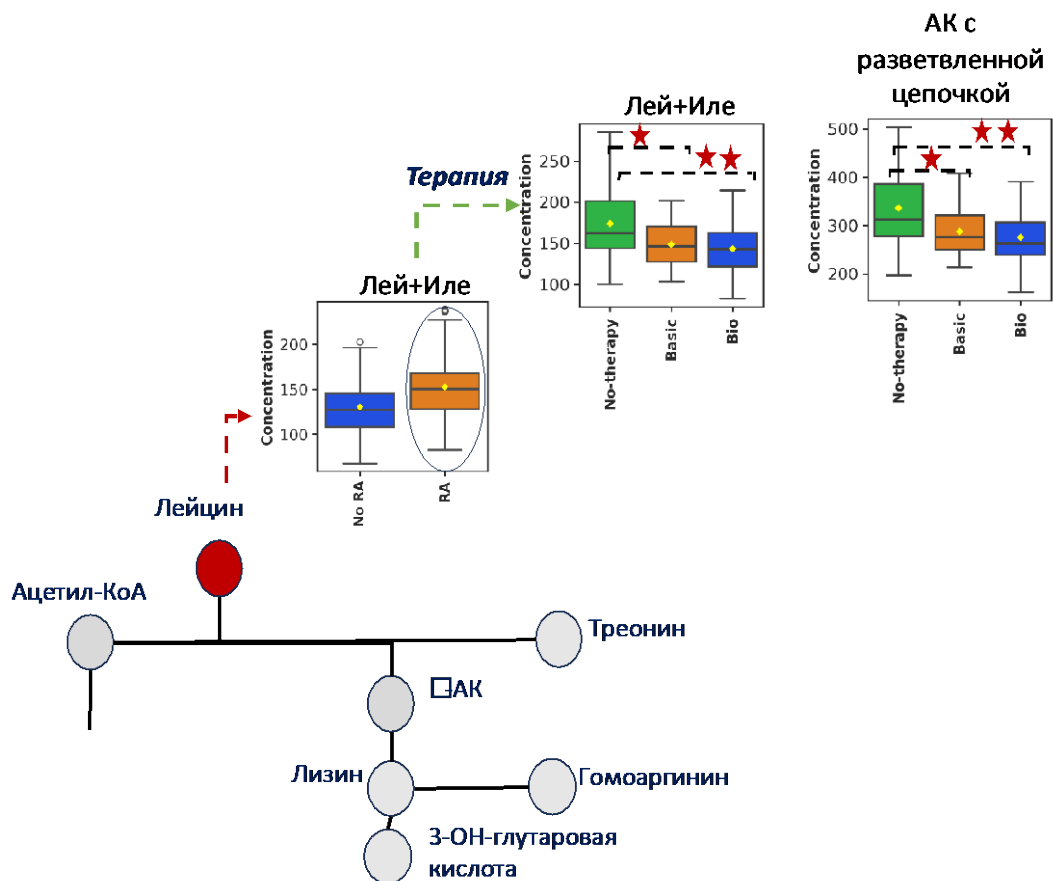 АК с
разветвленной
цепочкой
Лей+Иле
500
400
300
200
Concentration
No-therapy
Basic
Bio
250
200
150
100
Concentration
No-therapy
Basic
Bio
Терапия
Лей+Иле
200
150
100
Concentration
No RA
RA
Лейцин
Ацетил-КоА
Треонин
□-АК
Лизин
Гомоаргинин
3-ОН-глутаровая
кислота